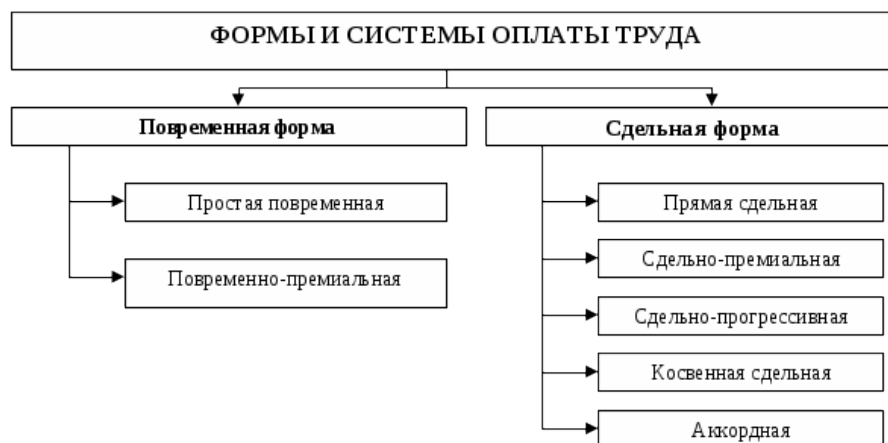 ФОРМЫ И СИСТЕМЫ ОПЛАТЫ ТРУДА
Повременная форма
Простая повременная
Повременно-премиальная
Сдельная форма
Прямая сдельная
Сдельно-премиальная
Сдельно-прогрессивная
Косвенная сдельная
Аккордная